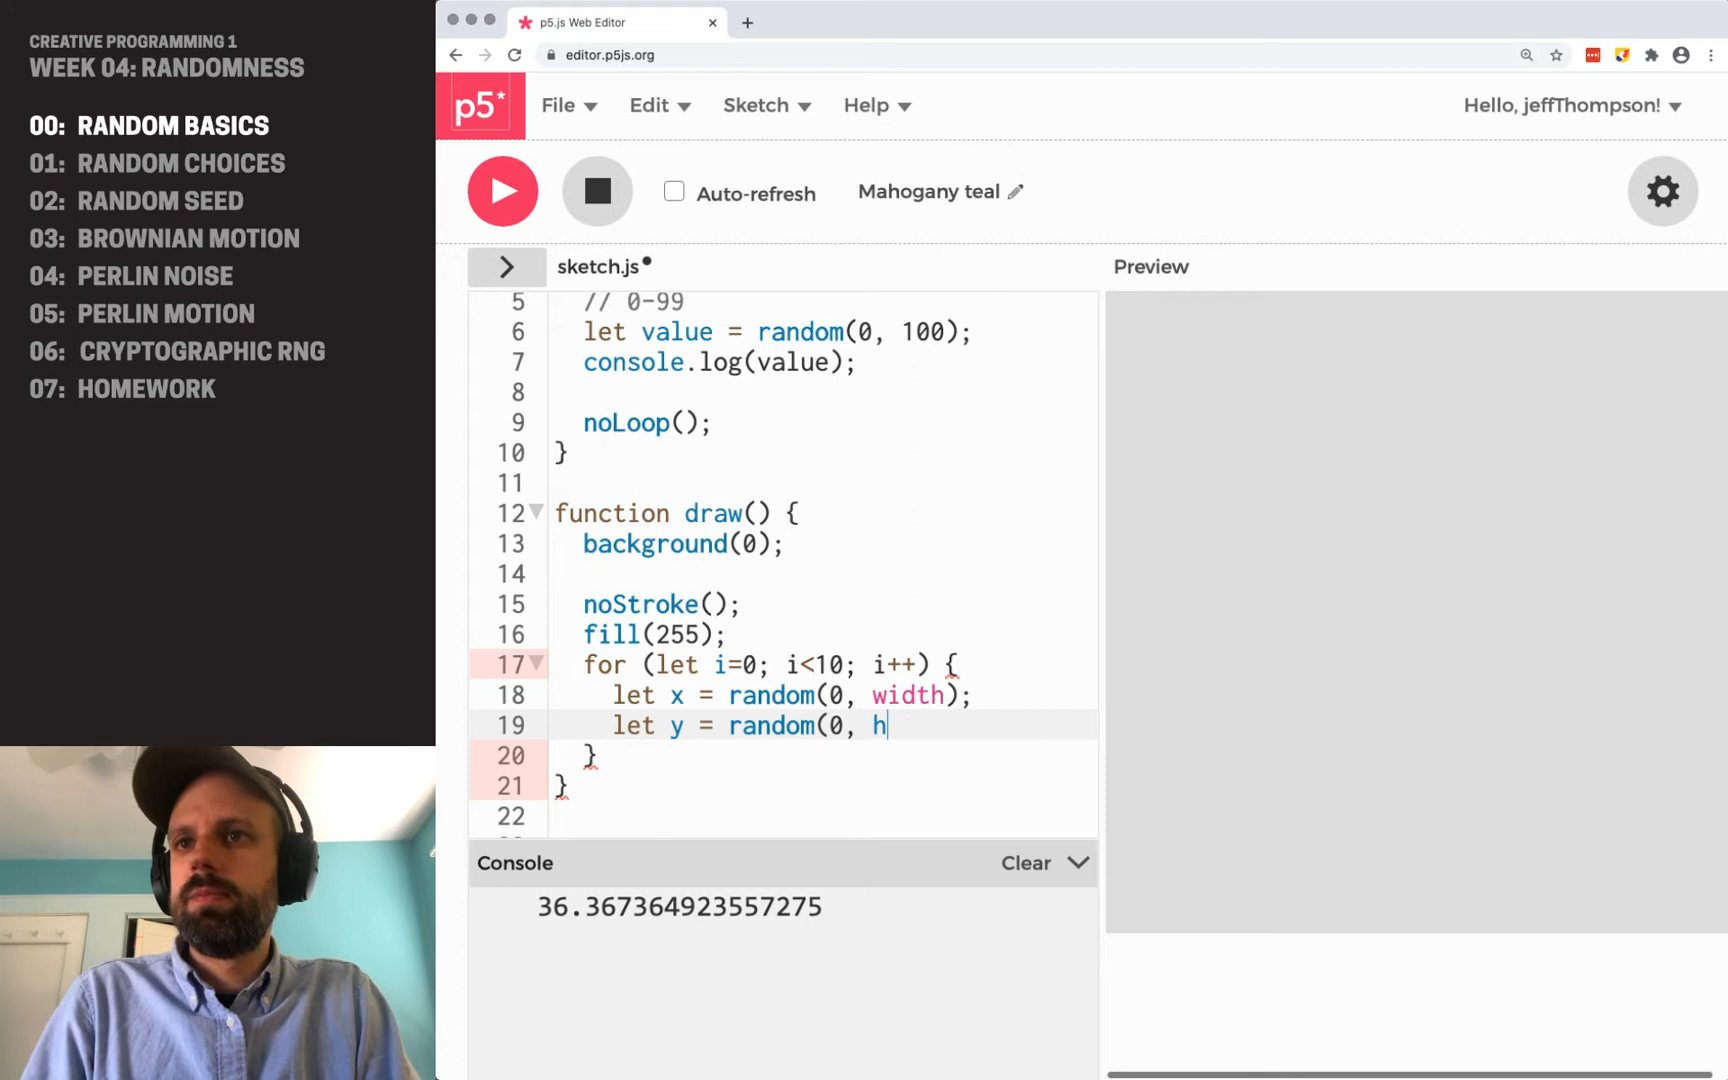 CREATIVE PROGRAMMING 1
WEEK 04: RANDOMNESS
00: RANDOM BASICS
01: RANDOM CHOICES
02: RANDOM SEED
03: BROWNIAN MOTION
04: PERLIN NOISE
05: PERLIN MOTION
06: CRYPTOGRAPHIC RNG
07: HOMEWORK
p5.js Web Editor
editor.p5js.org
p5*
File
Edit
Sketch
Help
Hello, jeffThompson!
Auto-refresh
Mahogany teal
sketch.js
Preview
5 // 0-99
6 let value = random(0, 100);
7 console.log(value);
8
9 noLoop();
10 }
11
12 function draw() {
13 background(0);
14
15 noStroke();
16 fill(255);
17 for (let i=0; i<10; i++) {
18 let x = random(0, width);
19 let y = random(0, h
20 }
21 }
22
Console
Clear
36.367364923557275